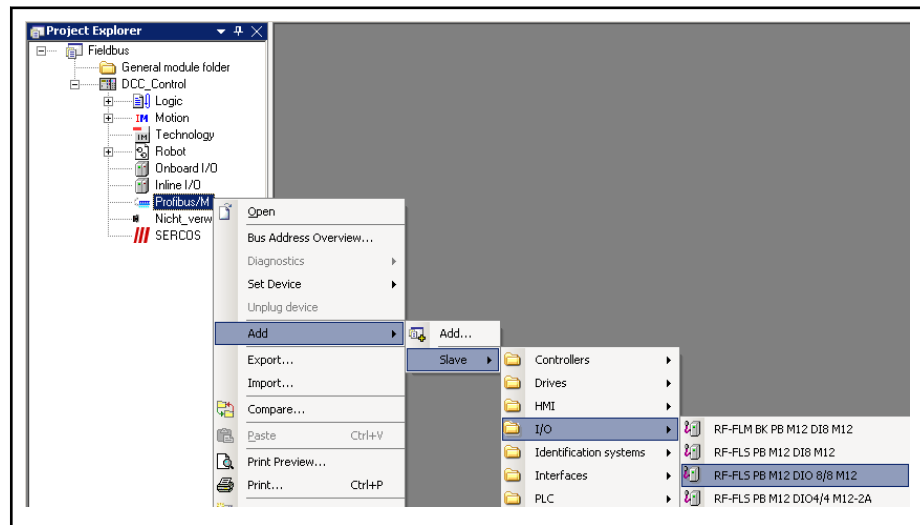 Project Explorer
Fieldbus
General module folder
DCC_Control
Logic
IM Motion
IM Technology
Robot
Onboard I/O
Inline I/O
Profibus/M
Nicht_verw
SERCOS
Open
Bus Address Overview...
Diagnostics
Set Device
Unplug device
Add
Export...
Import...
Compare...
Paste Ctrl+V
Print Preview...
Print... Ctrl+P
Add...
Slave
Controllers
Drives
HMI
I/O
Identification systems
Interfaces
PLC
RF-FLM BK PB M12 DI8 M12
RF-FLS PB M12 DI8 M12
RF-FLS PB M12 DIO 8/8 M12
RF-FLS PB M12 DIO4/4 M12-2A